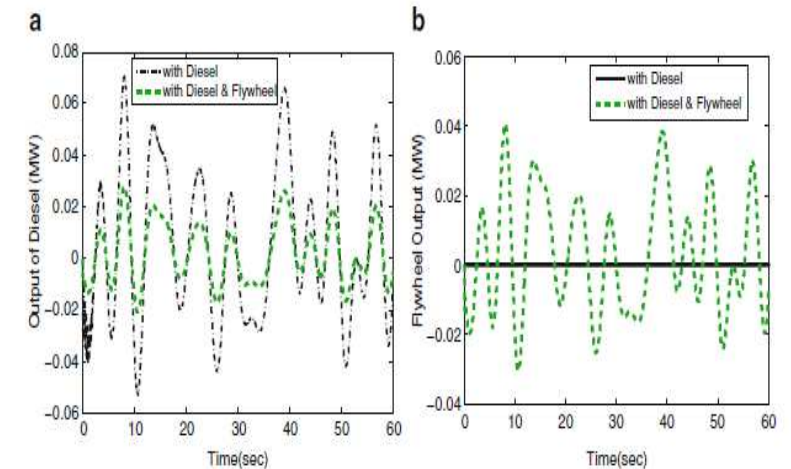 a
Output of Diesel (MW)
0.08
0.06
0.04
0.02
0
−0.02
−0.04
−0.06
with Diesel
with Diesel & Flywheel
0 10 20 30 40 50 60
Time(sec)
b
Flywheel Output (MW)
0.06
0.04
0.02
0
−0.02
−0.04
with Diesel
with Diesel & Flywheel
0 10 20 30 40 50 60
Time(sec)